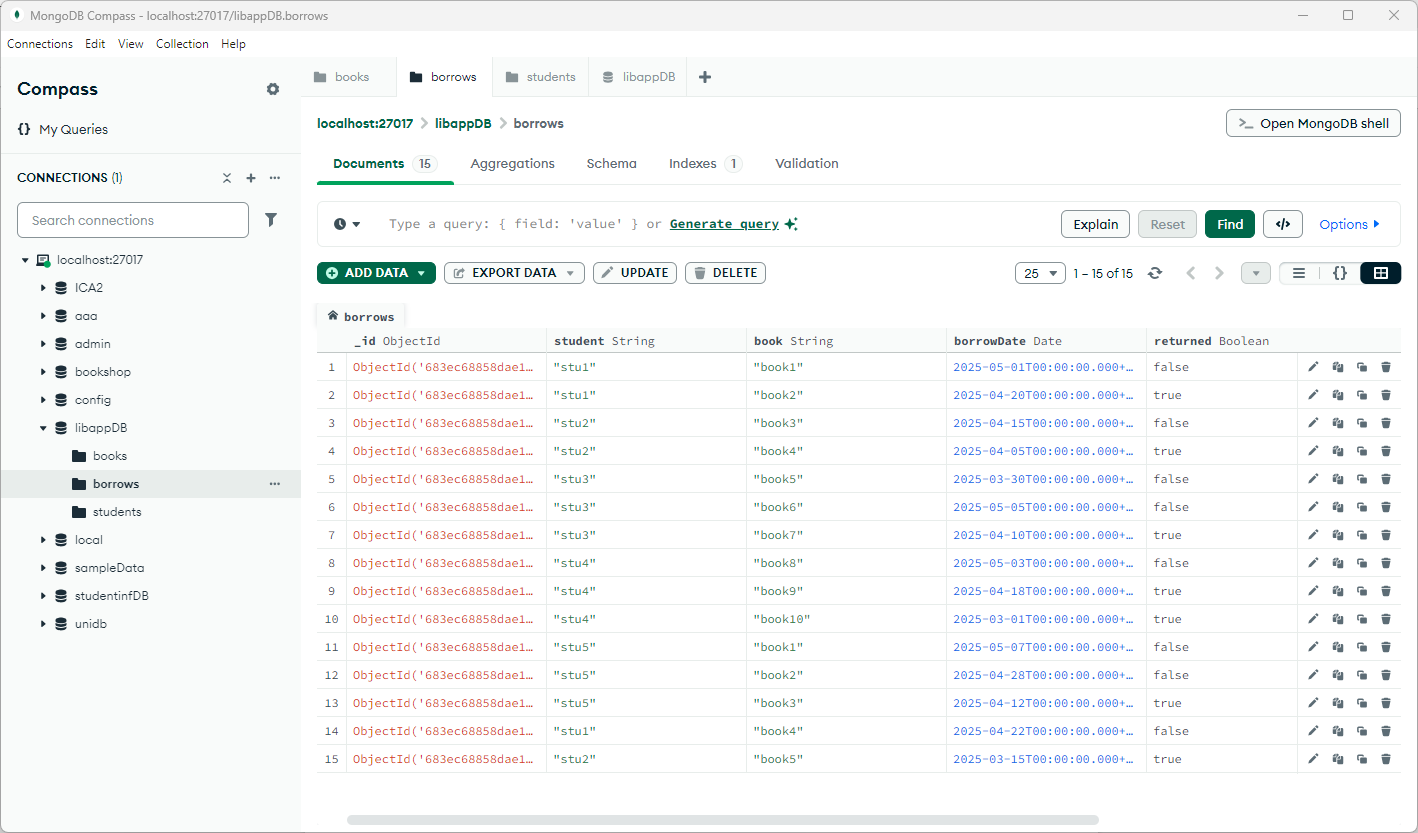 MongoDB Compass - localhost:27017/libappDB.borrows
Connections Edit View Collection Help
Compass
My Queries
CONNECTIONS (1)
Search connections
localhost:27017
ICA2
aaa
admin
bookshop
config
libappDB
books
borrows
students
local
sampleData
studentinfDB
unidb
books borrows students libappDB
localhost:27017 > libappDB > borrows
>_ Open MongoDB shell
Documents 15 Aggregations Schema Indexes 1 Validation
Type a query: { field: 'value' } or Generate query
Explain Reset Find </> Options
ADD DATA EXPORT DATA UPDATE DELETE
25 1 – 15 of 15 {}
borrows
_id ObjectId student String book String borrowDate Date returned Boolean
1 ObjectId('683ec68858dae1… "stu1" "book1" 2025-05-01T00:00:00.000+… false
2 ObjectId('683ec68858dae1… "stu1" "book2" 2025-04-20T00:00:00.000+… true
3 ObjectId('683ec68858dae1… "stu2" "book3" 2025-04-15T00:00:00.000+… false
4 ObjectId('683ec68858dae1… "stu2" "book4" 2025-04-05T00:00:00.000+… true
5 ObjectId('683ec68858dae1… "stu3" "book5" 2025-03-30T00:00:00.000+… false
6 ObjectId('683ec68858dae1… "stu3" "book6" 2025-05-05T00:00:00.000+… false
7 ObjectId('683ec68858dae1… "stu3" "book7" 2025-04-10T00:00:00.000+… true
8 ObjectId('683ec68858dae1… "stu4" "book8" 2025-05-03T00:00:00.000+… false
9 ObjectId('683ec68858dae1… "stu4" "book9" 2025-04-18T00:00:00.000+… true
10 ObjectId('683ec68858dae1… "stu4" "book10" 2025-03-01T00:00:00.000+… true
11 ObjectId('683ec68858dae1… "stu5" "book1" 2025-05-07T00:00:00.000+… false
12 ObjectId('683ec68858dae1… "stu5" "book2" 2025-04-28T00:00:00.000+… false
13 ObjectId('683ec68858dae1… "stu5" "book3" 2025-04-12T00:00:00.000+… true
14 ObjectId('683ec68858dae1… "stu1" "book4" 2025-04-22T00:00:00.000+… false
15 ObjectId('683ec68858dae1… "stu2" "book5" 2025-03-15T00:00:00.000+… true